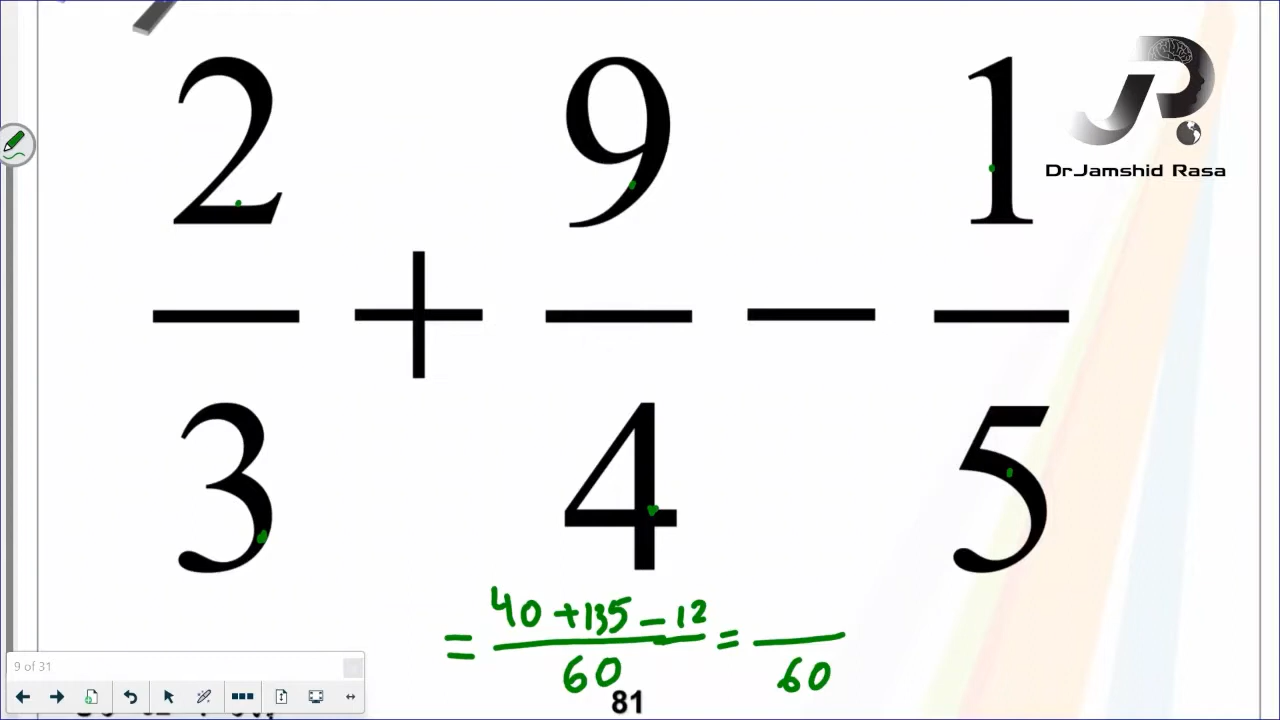 2 9 1
— + — - —
3 4 5
DrJamshid Rasa
= 40 + 135 - 12 = 
60 60
81
9 of 31